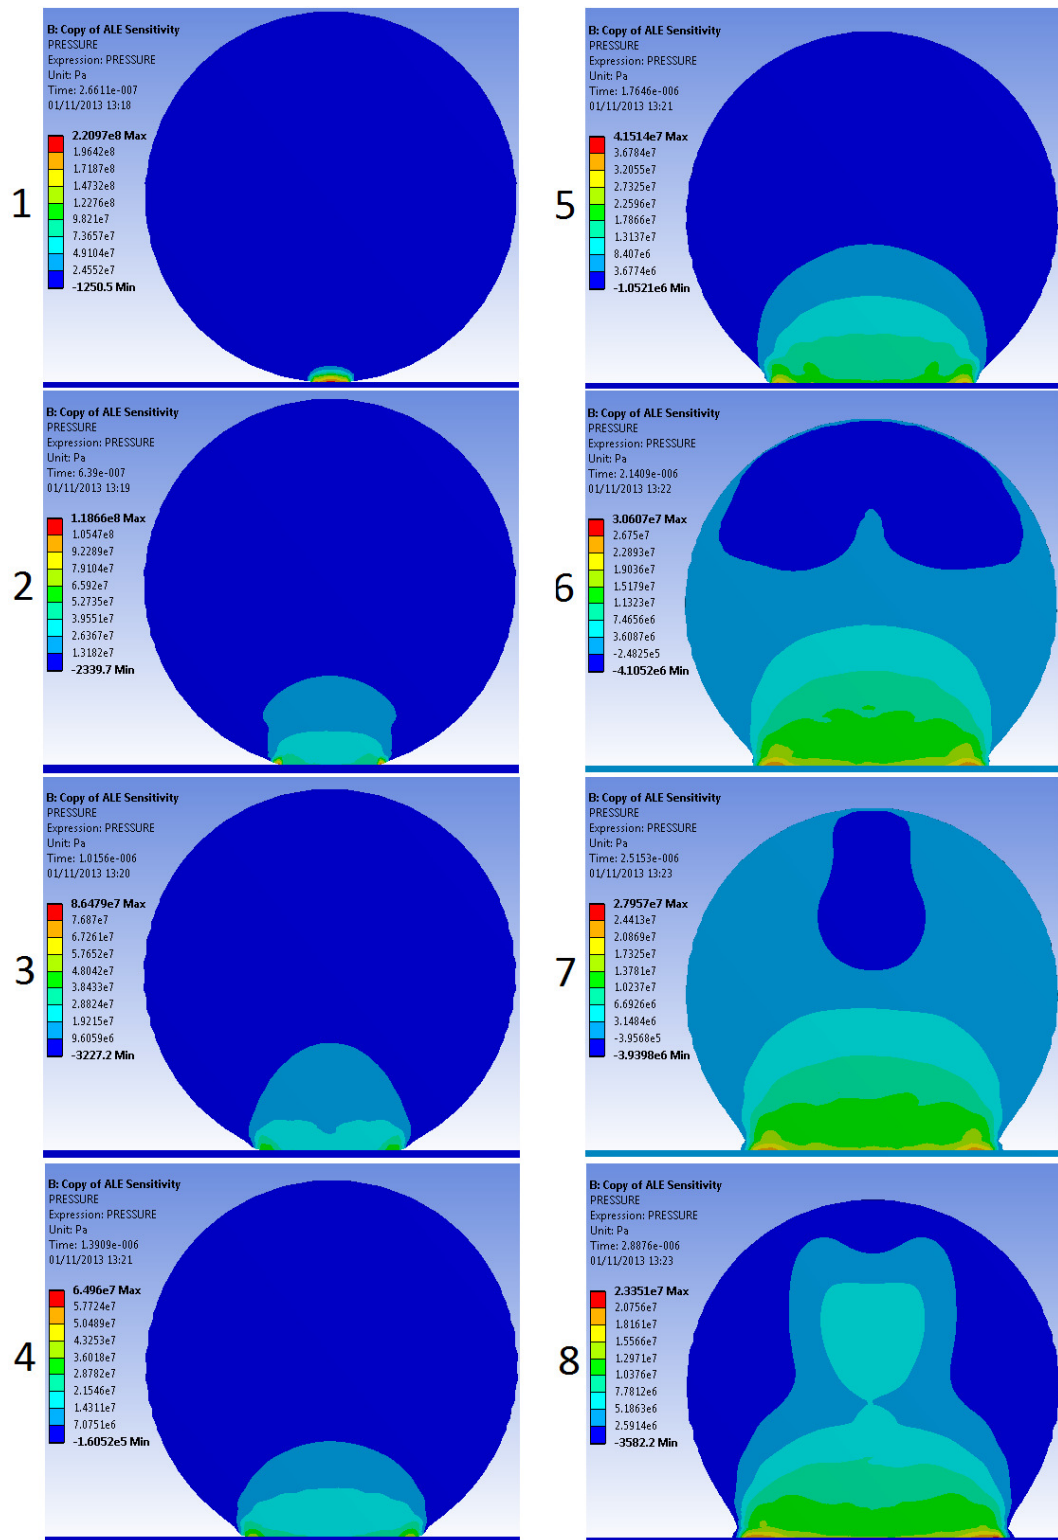 1
B: Copy of ALE Sensitivity
PRESSURE
Expression: PRESSURE
Unit: Pa
Time: 2.6611e-007
01/11/2013 13:18
2.2097e8 Max
1.9642e8
1.7187e8
1.4732e8
1.2276e8
9.821e7
7.3657e7
4.9104e7
2.4552e7
-1250.5 Min
2
B: Copy of ALE Sensitivity
PRESSURE
Expression: PRESSURE
Unit: Pa
Time: 6.39e-007
01/11/2013 13:19
1.1866e8 Max
1.0547e8
9.2289e7
7.9104e7
6.592e7
5.2735e7
3.9551e7
2.6367e7
1.3182e7
-2339.7 Min
3
B: Copy of ALE Sensitivity
PRESSURE
Expression: PRESSURE
Unit: Pa
Time: 1.0156e-006
01/11/2013 13:20
8.6479e7 Max
7.687e7
6.7261e7
5.7652e7
4.8042e7
3.8433e7
2.8824e7
1.9215e7
9.6059e6
-3227.2 Min
4
B: Copy of ALE Sensitivity
PRESSURE
Expression: PRESSURE
Unit: Pa
Time: 1.3909e-006
01/11/2013 13:21
6.496e7 Max
5.7724e7
5.0489e7
4.3253e7
3.6018e7
2.8782e7
2.1546e7
1.4311e7
7.0751e6
-1.6052e5 Min
5
B: Copy of ALE Sensitivity
PRESSURE
Expression: PRESSURE
Unit: Pa
Time: 1.7646e-006
01/11/2013 13:21
4.1514e7 Max
3.6784e7
3.2055e7
2.7325e7
2.2596e7
1.7866e7
1.3137e7
8.407e6
3.6774e6
-1.0521e6 Min
6
B: Copy of ALE Sensitivity
PRESSURE
Expression: PRESSURE
Unit: Pa
Time: 2.1409e-006
01/11/2013 13:22
3.0607e7 Max
2.675e7
2.2893e7
1.9036e7
1.5179e7
1.1323e7
7.4656e6
3.6087e6
-2.4825e5
-4.1052e6 Min
7
B: Copy of ALE Sensitivity
PRESSURE
Expression: PRESSURE
Unit: Pa
Time: 2.5153e-006
01/11/2013 13:23
2.7957e7 Max
2.4413e7
2.0869e7
1.7325e7
1.3781e7
1.0237e7
6.6926e6
3.1484e6
-3.9568e5
-3.9398e6 Min
8
B: Copy of ALE Sensitivity
PRESSURE
Expression: PRESSURE
Unit: Pa
Time: 2.8876e-006
01/11/2013 13:23
2.3351e7 Max
2.0756e7
1.8161e7
1.5566e7
1.2971e7
1.0376e7
7.7812e6
5.1863e6
2.5914e6
-3582.2 Min